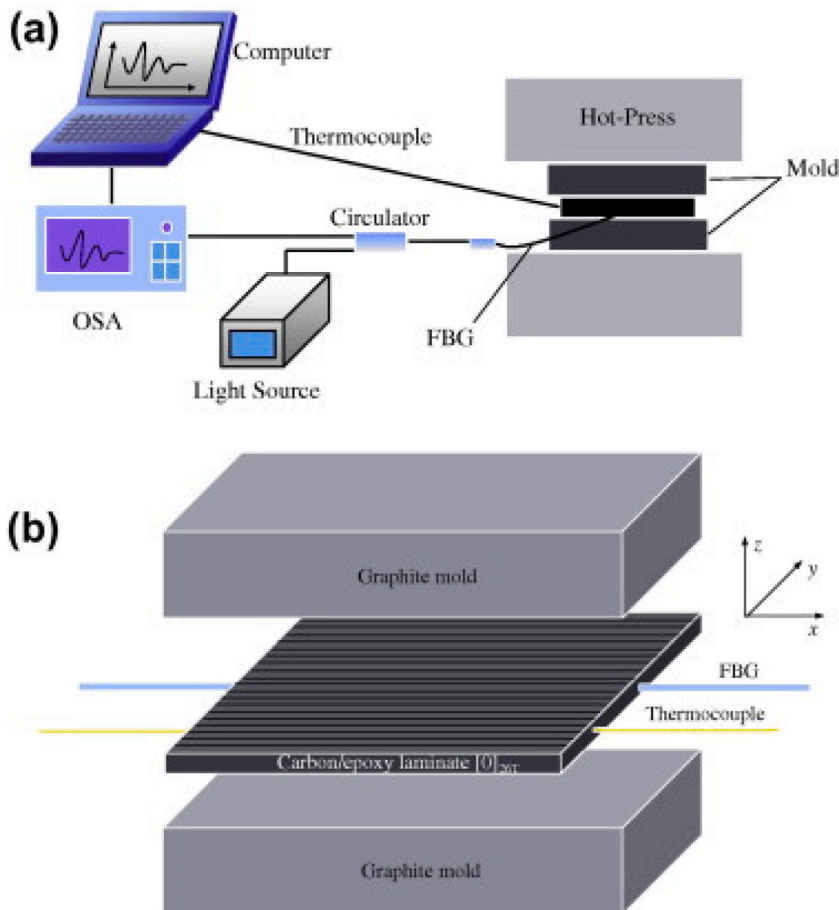 (a)
Computer
Thermocouple
Hot-Press
Mold
Circulator
OSA
FBG
Light Source
(b)
Graphite mold
z
y
x
FBG
Thermocouple
Carbon/epoxy laminate [0]26T
Graphite mold